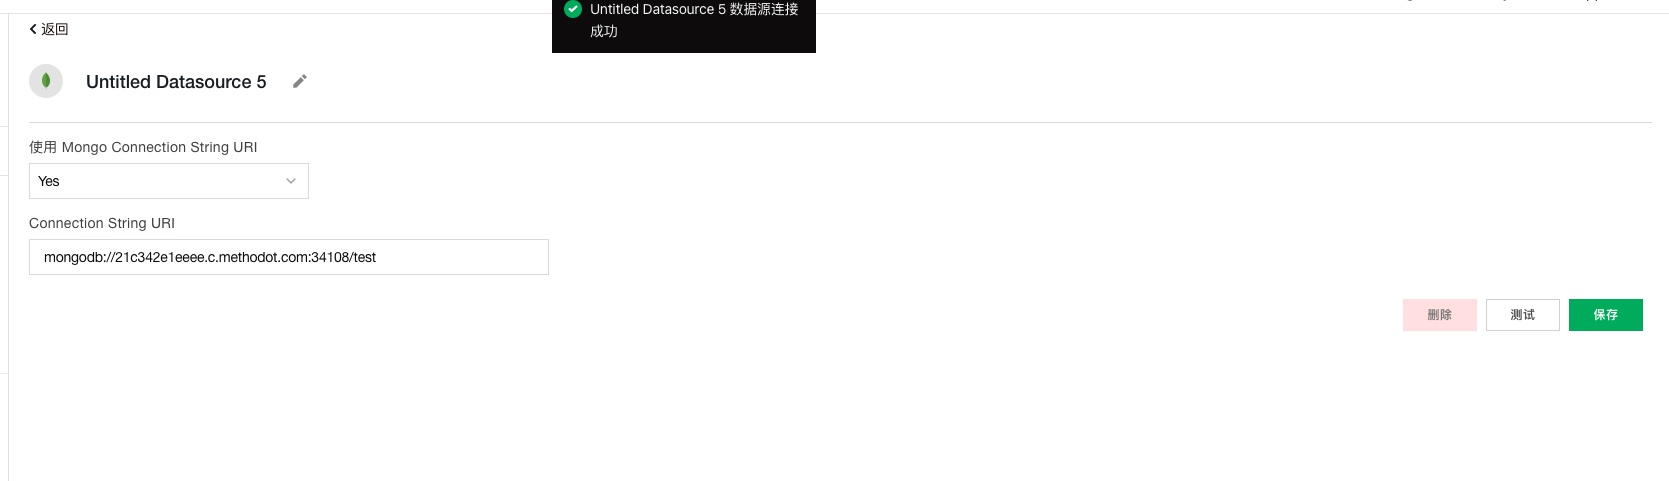 Untitled Datasource 5 数据源连接
成功
返回
Untitled Datasource 5
使用 Mongo Connection String URI
Yes
Connection String URI
mongodb://21c342e1eeee.c.methodot.com:34108/test
删除
测试
保存